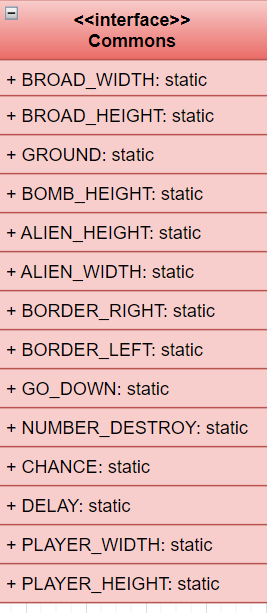 <<interface>>
Commons
+ BROAD_WIDTH: static
+ BROAD_HEIGHT: static
+ GROUND: static
+ BOMB_HEIGHT: static
+ ALIEN_HEIGHT: static
+ ALIEN_WIDTH: static
+ BORDER_RIGHT: static
+ BORDER_LEFT: static
+ GO_DOWN: static
+ NUMBER_DESTROY: static
+ CHANCE: static
+ DELAY: static
+ PLAYER_WIDTH: static
+ PLAYER_HEIGHT: static